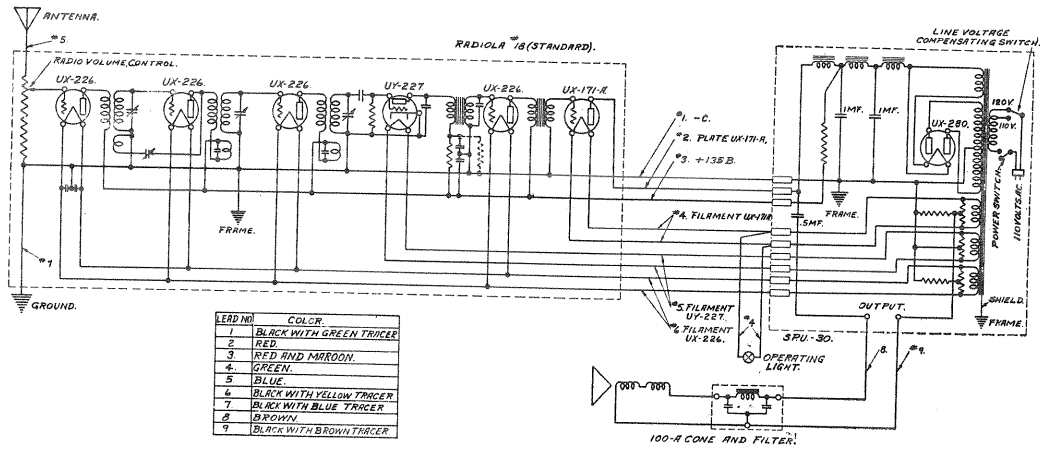 ANTENNA.
#5.
RADIOLA #18 (STANDARD).
RADIO VOLUME, CONTROL.
UX-226.
UX-226.
UX-226.
UY-227.
UX-226.
UX-171-A.
LINE VOLTAGE
COMPENSATING SWITCH.
1MF.
1MF.
UX-280.
120V.
110V.
POWER SWITCH.
110VOLTS.AC.
#1. -C.
#2. PLATE UX-171-A.
#3. +135 B.
FRAME.
FRAME.
.5MF.
#4. FILAMENT UX-171A
#7
GROUND.
#5. FILAMENT
UY-227.
#6. FILAMENT
UX-226.
#4
OPERATING
LIGHT.
SPU.-30.
OUTPUT.
SHIELD.
FRAME.
8.
#9.
LEAD NO COLOR.
1 BLACK WITH GREEN TRACER
2 RED.
3. RED AND MAROON.
4. GREEN.
5 BLUE.
6 BLACK WITH YELLOW TRACER
7 BLACK WITH BLUE TRACER
8 BROWN.
9 BLACK WITH BROWN TRACER
100-A CONE AND FILTER.